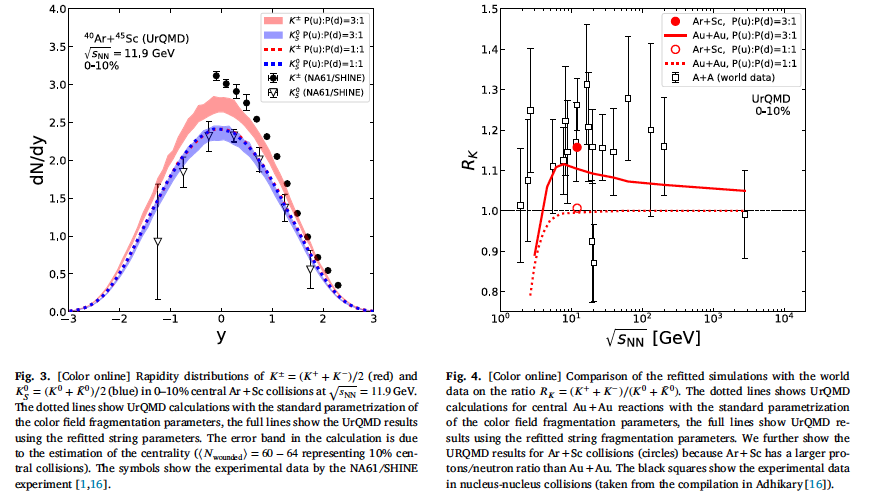 4.0
3.5
3.0
2.5
2.0
1.5
1.0
0.5
0.0
dN/dy
⁴⁰Ar+⁴⁵Sc (UrQMD)
√sNN = 11,9 GeV
0-10%
K± P(u):P(d)=3:1
K⁰S P(u):P(d)=3:1
K± P(u):P(d)=1:1
K⁰S P(u):P(d)=1:1
K± (NA61/SHINE)
K⁰S (NA61/SHINE)
−3 −2 −1 0 1 2 3
y
1.5
1.4
1.3
1.2
1.1
1.0
0.9
0.8
RK
Ar+Sc, P(u):P(d)=3:1
Au+Au, P(u):P(d)=3:1
Ar+Sc, P(u):P(d)=1:1
Au+Au, P(u):P(d)=1:1
A+A (world data)
UrQMD
0-10%
10⁰ 10¹ 10² 10³ 10⁴
√sNN [GeV]
Fig. 3. [Color online] Rapidity distributions of K± = (K⁺ + K⁻)/2 (red) and
K⁰S = (K⁰ + K̄⁰)/2 (blue) in 0–10% central Ar + Sc collisions at √sNN = 11.9 GeV.
The dotted lines show UrQMD calculations with the standard parametrization of
the color field fragmentation parameters, the full lines show the UrQMD results
using the refitted string parameters. The error band in the calculation is due
to the estimation of the centrality (⟨Nwounded⟩ = 60 − 64 representing 10% cen-
tral collisions). The symbols show the experimental data by the NA61/SHINE
experiment [1,16].
Fig. 4. [Color online] Comparison of the refitted simulations with the world
data on the ratio RK = (K⁺ + K⁻)/(K⁰ + K̄⁰). The dotted lines shows UrQMD
calculations for central Au + Au reactions with the standard parametrization
of the color field fragmentation parameters, the full lines show UrQMD re-
sults using the refitted string fragmentation parameters. We further show the
URQMD results for Ar + Sc collisions (circles) because Ar + Sc has a larger pro-
tons/neutron ratio than Au + Au. The black squares show the experimental data
in nucleus-nucleus collisions (taken from the compilation in Adhikary [16]).